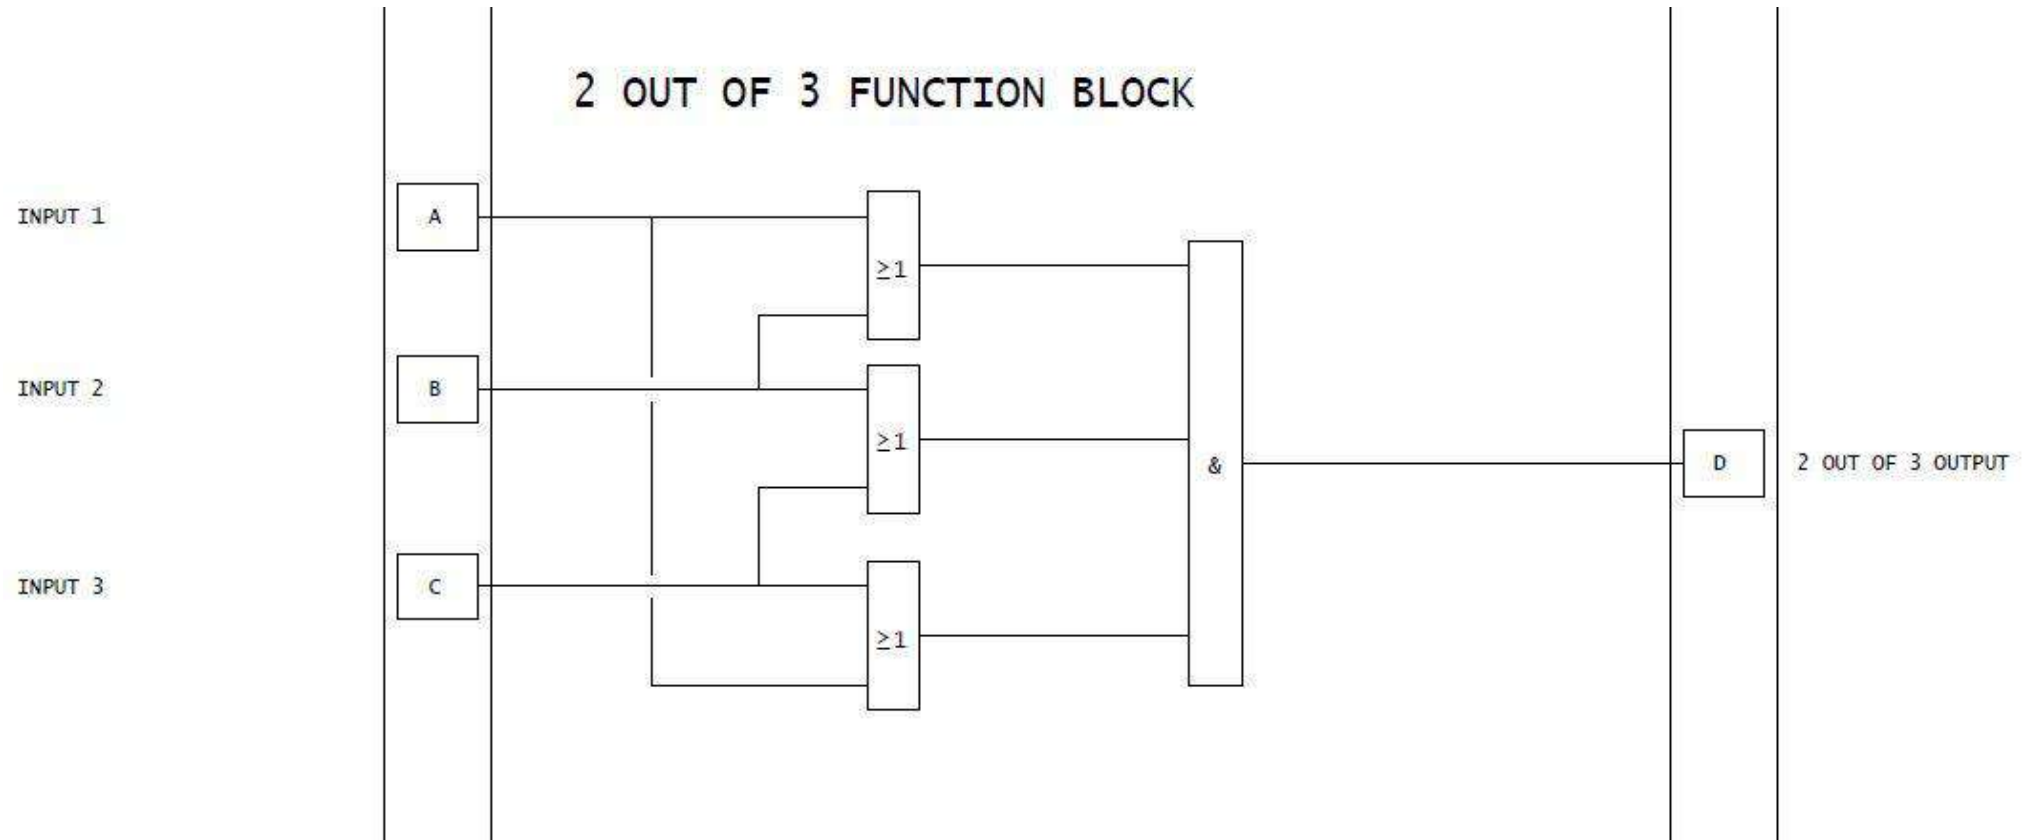 2 OUT OF 3 FUNCTION BLOCK
INPUT 1
A
≥1
INPUT 2
B
≥1
&
D
2 OUT OF 3 OUTPUT
INPUT 3
C
≥1